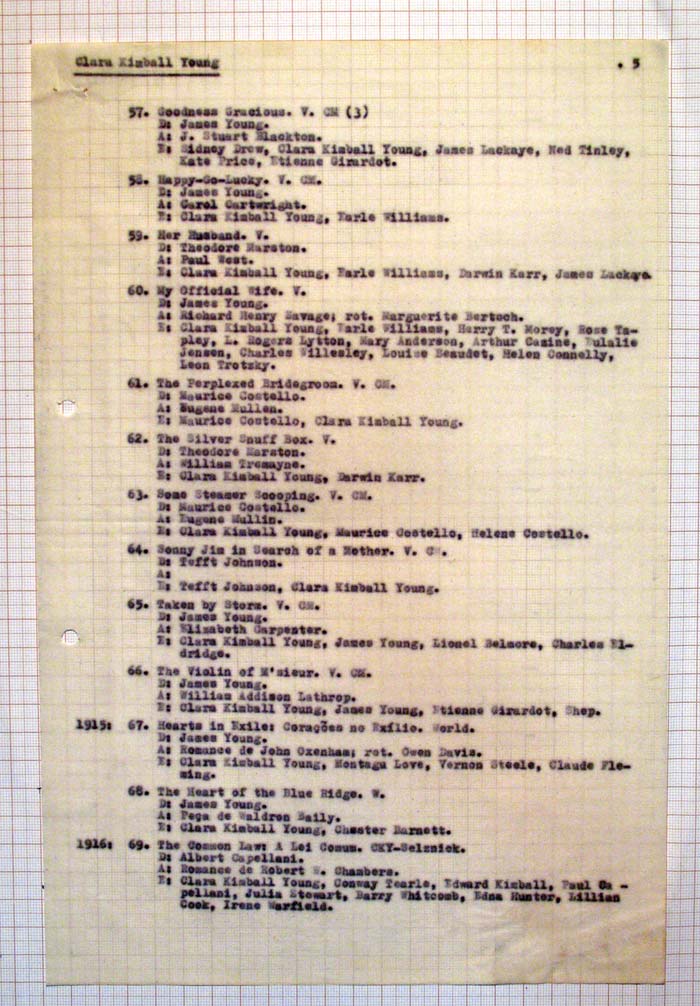 Clara Kimball Young . 5
57. Goodness Gracious. V. CM (3)
D: James Young.
A: J. Stuart Blackton.
E: Sidney Drew, Clara Kimball Young, James Lackaye, Ned Finley,
Kate Price, Etienne Girardot.
58. Happy-Go-Lucky. V. CM.
D: James Young.
A: Carol Cartwright.
E: Clara Kimball Young, Earle Williams.
59. Her Husband. V.
D: Theodore Marston.
A: Paul West.
E: Clara Kimball Young, Earle Williams, Darwin Karr, James Lackaye
60. My Official Wife. V.
D: James Young.
A: Richard Henry Savage; rot. Marguerite Bertsch.
E: Clara Kimball Young, Earle Williams, Harry T. Morey, Rose Ta-
pley, L. Rogers Lytton, Mary Anderson, Arthur Cozine, Eulalie
Jensen, Charles Wellesley, Louise Beaudet, Helen Connelly,
Leon Trotzky.
61. The Perplexed Bridegroom. V. CM.
D: Maurice Costello.
A: Eugene Mullen.
E: Maurice Costello, Clara Kimball Young.
62. The Silver Snuff Box. V.
D: Theodore Marston.
A: William Tremayne.
E: Clara Kimball Young, Darwin Karr.
63. Some Steamer Scooping. V. CM.
D: Maurice Costello.
A: Eugene Mullin.
E: Clara Kimball Young, Maurice Costello, Helene Costello.
64. Sonny Jim in Search of a Mother. V. CM.
D: Tefft Johnson.
A:
E: Tefft Johnson, Clara Kimball Young.
65. Taken by Storm. V. CM.
D: James Young.
A: Elizabeth Carpenter.
E: Clara Kimball Young, James Young, Lionel Belmore, Charles El-
dridge.
66. The Violin of M'sieur. V. CM.
D: James Young.
A: William Addison Lathrop.
E: Clara Kimball Young, James Young, Etienne Girardot, Shep.
1915: 67. Hearts in Exile: Corações no Exílio. World.
D: James Young.
A: Romance de John Oxenham; rot. Owen Davis.
E: Clara Kimball Young, Montagu Love, Vernon Steele, Claude Fle-
ming.
68. The Heart of the Blue Ridge. W.
D: James Young.
A: Peça de Waldron Baily.
E: Clara Kimball Young, Chester Barnett.
1916: 69. The Common Law: A Lei Comum. CKY-Selznick.
D: Albert Capellani.
A: Romance de Robert W. Chambers.
E: Clara Kimball Young, Conway Tearle, Edward Kimball, Paul Ca -
pellani, Julia Stewart, Barry Whitcomb, Edna Hunter, Lillian
Cook, Irene Warfield.